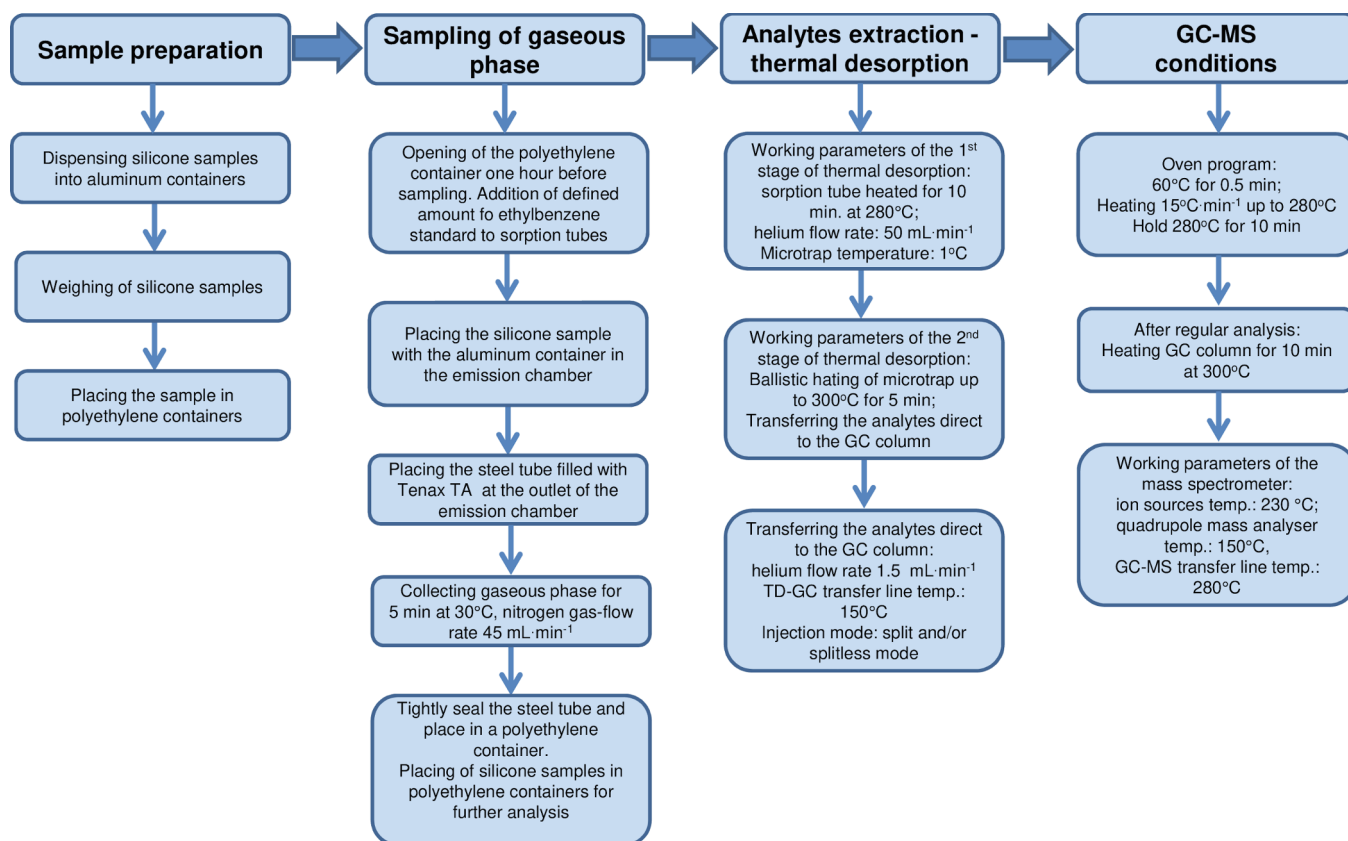 Sample preparation
Dispensing silicone samples
into aluminum containers
Weighing of silicone samples
Placing the sample in
polyethylene containers
Sampling of gaseous
phase
Opening of the polyethylene
container one hour before
sampling. Addition of defined
amount fo ethylbenzene
standard to sorption tubes
Placing the silicone sample
with the aluminum container in
the emission chamber
Placing the steel tube filled with
Tenax TA at the outlet of the
emission chamber
Collecting gaseous phase for
5 min at 30°C, nitrogen gas-flow
rate 45 mL·min⁻¹
Tightly seal the steel tube and
place in a polyethylene
container.
Placing of silicone samples in
polyethylene containers for
further analysis
Analytes extraction -
thermal desorption
Working parameters of the 1st
stage of thermal desorption:
sorption tube heated for 10
min. at 280°C;
helium flow rate: 50 mL·min⁻¹
Microtrap temperature: 1ºC
Working parameters of the 2nd
stage of thermal desorption:
Ballistic hating of microtrap up
to 300ºC for 5 min;
Transferring the analytes direct
to the GC column
Transferring the analytes direct
to the GC column:
helium flow rate 1.5 mL·min⁻¹
TD-GC transfer line temp.:
150°C
Injection mode: split and/or
splitless mode
GC-MS
conditions
Oven program:
60°C for 0.5 min;
Heating 15ºC·min⁻¹ up to 280ºC
Hold 280ºC for 10 min
After regular analysis:
Heating GC column for 10 min
at 300ºC
Working parameters of the
mass spectrometer:
ion sources temp.: 230 °C;
quadrupole mass analyser
temp.: 150°C,
GC-MS transfer line temp.:
280°C